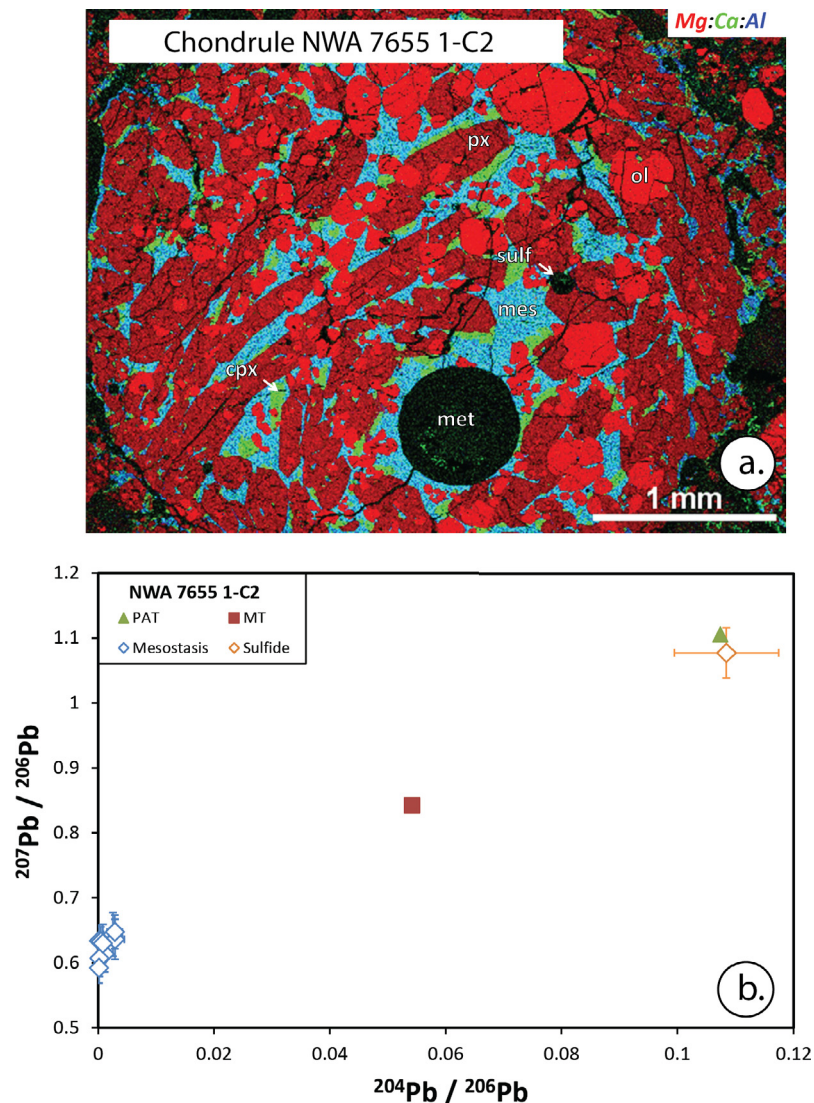 Chondrule NWA 7655 1-C2
Mg:Ca:Al
px
ol
sulf
mes
cpx
met
a.
1 mm
1.2
1.1
1
0.9
0.8
0.7
0.6
0.5
²⁰⁷Pb / ²⁰⁶Pb
NWA 7655 1-C2
PAT MT
Mesostasis Sulfide
b.
0 0.02 0.04 0.06 0.08 0.1 0.12
²⁰⁴Pb / ²⁰⁶Pb